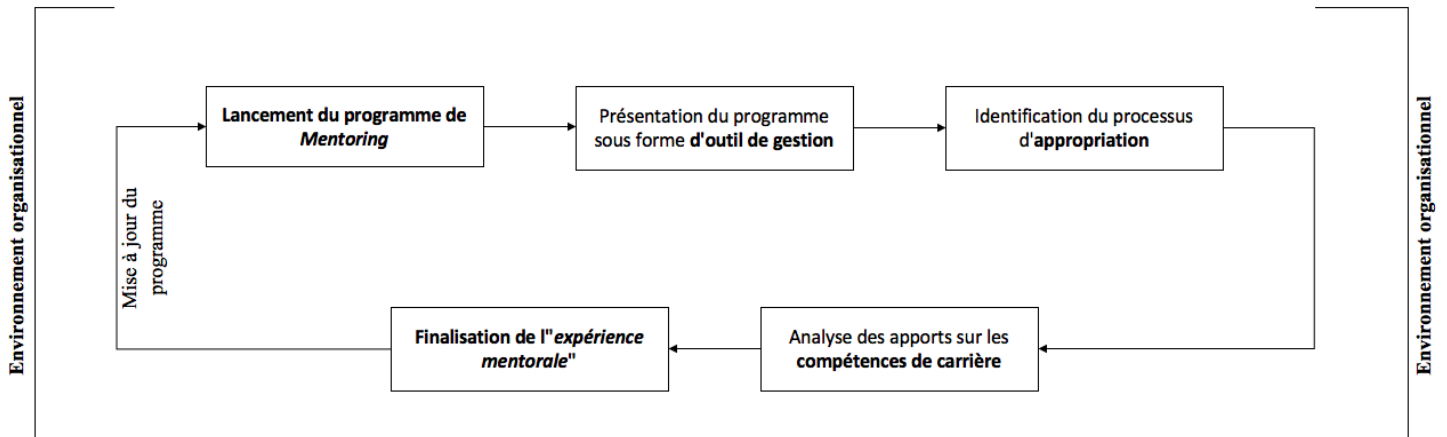 Environnement organisationnel
Lancement du programme de
Mentoring
Présentation du programme
sous forme d'outil de gestion
Identification du processus
d'appropriation
Mise à jour du
programme
Finalisation de l'"expérience
mentorale"
Analyse des apports sur les
compétences de carrière
Environnement organisationnel